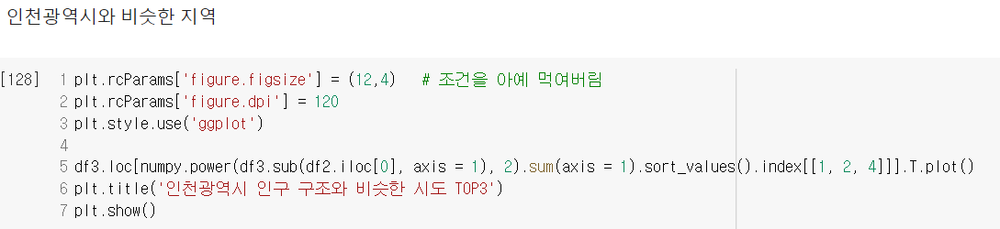 인천광역시와 비슷한 지역
[128] 1 plt.rcParams['figure.figsize'] = (12,4)   # 조건을 아예 먹여버림
2 plt.rcParams['figure.dpi'] = 120
3 plt.style.use('ggplot')
4
5 df3.loc[numpy.power(df3.sub(df2.iloc[0], axis = 1), 2).sum(axis = 1).sort_values().index[[1, 2, 4]]].T.plot()
6 plt.title('인천광역시 인구 구조와 비슷한 시도 TOP3')
7 plt.show()